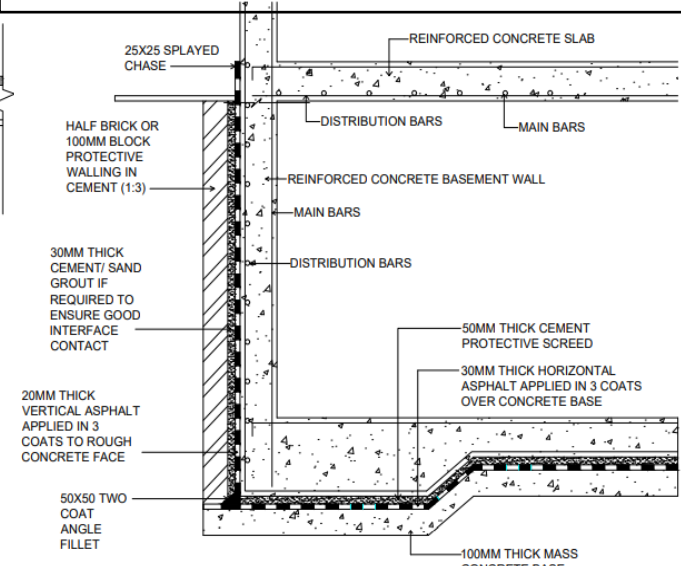 25X25 SPLAYED
CHASE
REINFORCED CONCRETE SLAB
DISTRIBUTION BARS
MAIN BARS
HALF BRICK OR
100MM BLOCK
PROTECTIVE
WALLING IN
CEMENT (1:3)
REINFORCED CONCRETE BASEMENT WALL
MAIN BARS
DISTRIBUTION BARS
30MM THICK
CEMENT/ SAND
GROUT IF
REQUIRED TO
ENSURE GOOD
INTERFACE
CONTACT
50MM THICK CEMENT
PROTECTIVE SCREED
30MM THICK HORIZONTAL
ASPHALT APPLIED IN 3 COATS
OVER CONCRETE BASE
20MM THICK
VERTICAL ASPHALT
APPLIED IN 3
COATS TO ROUGH
CONCRETE FACE
50X50 TWO
COAT
ANGLE
FILLET
100MM THICK MASS
CONCRETE BASE